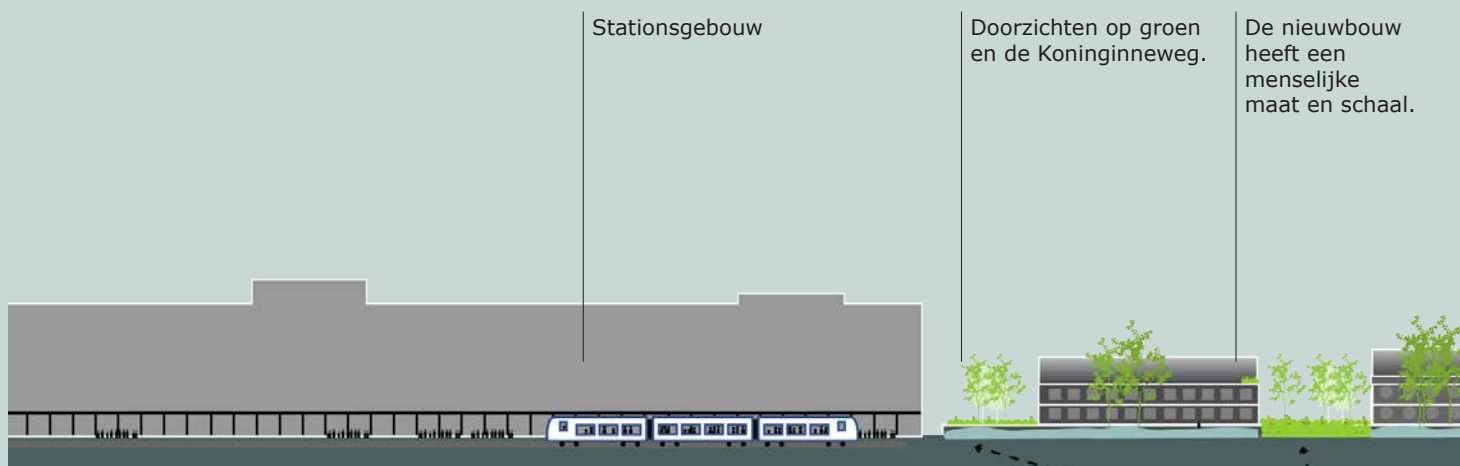 Stationsgebouw
Doorzichten op groen
en de Koninginneweg.
De nieuwbouw
heeft een
menselijke
maat en schaal.